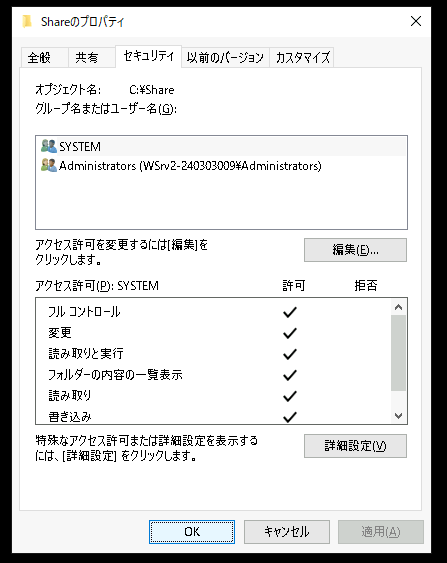 Shareのプロパティ
全般
共有
セキュリティ
以前のバージョン
カスタマイズ
オブジェクト名: C:¥Share
グループ名またはユーザー名(G):
SYSTEM
Administrators (WSrv2-240303009¥Administrators)
アクセス許可を変更するには[編集]を
クリックします。
編集(E)...
アクセス許可(P): SYSTEM 許可 拒否
フル コントロール
変更
読み取りと実行
フォルダーの内容の一覧表示
読み取り
書き込み
特殊なアクセス許可または詳細設定を表示する
には、[詳細設定] をクリックします。
詳細設定(V)
OK
キャンセル
適用(A)